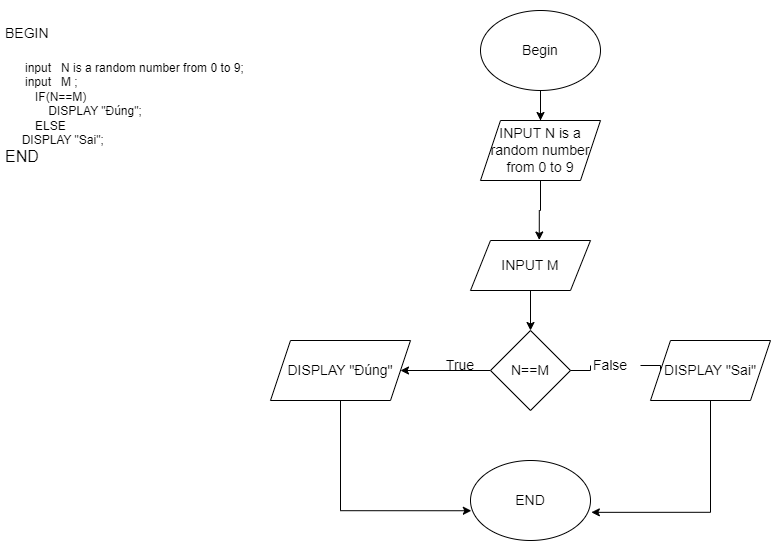 BEGIN
input N is a random number from 0 to 9;
input M ;
IF(N==M)
DISPLAY "Đúng";
ELSE
DISPLAY "Sai";
END
Begin
INPUT N is a
random number
from 0 to 9
INPUT M
N==M
True
False
DISPLAY "Đúng"
DISPLAY "Sai"
END